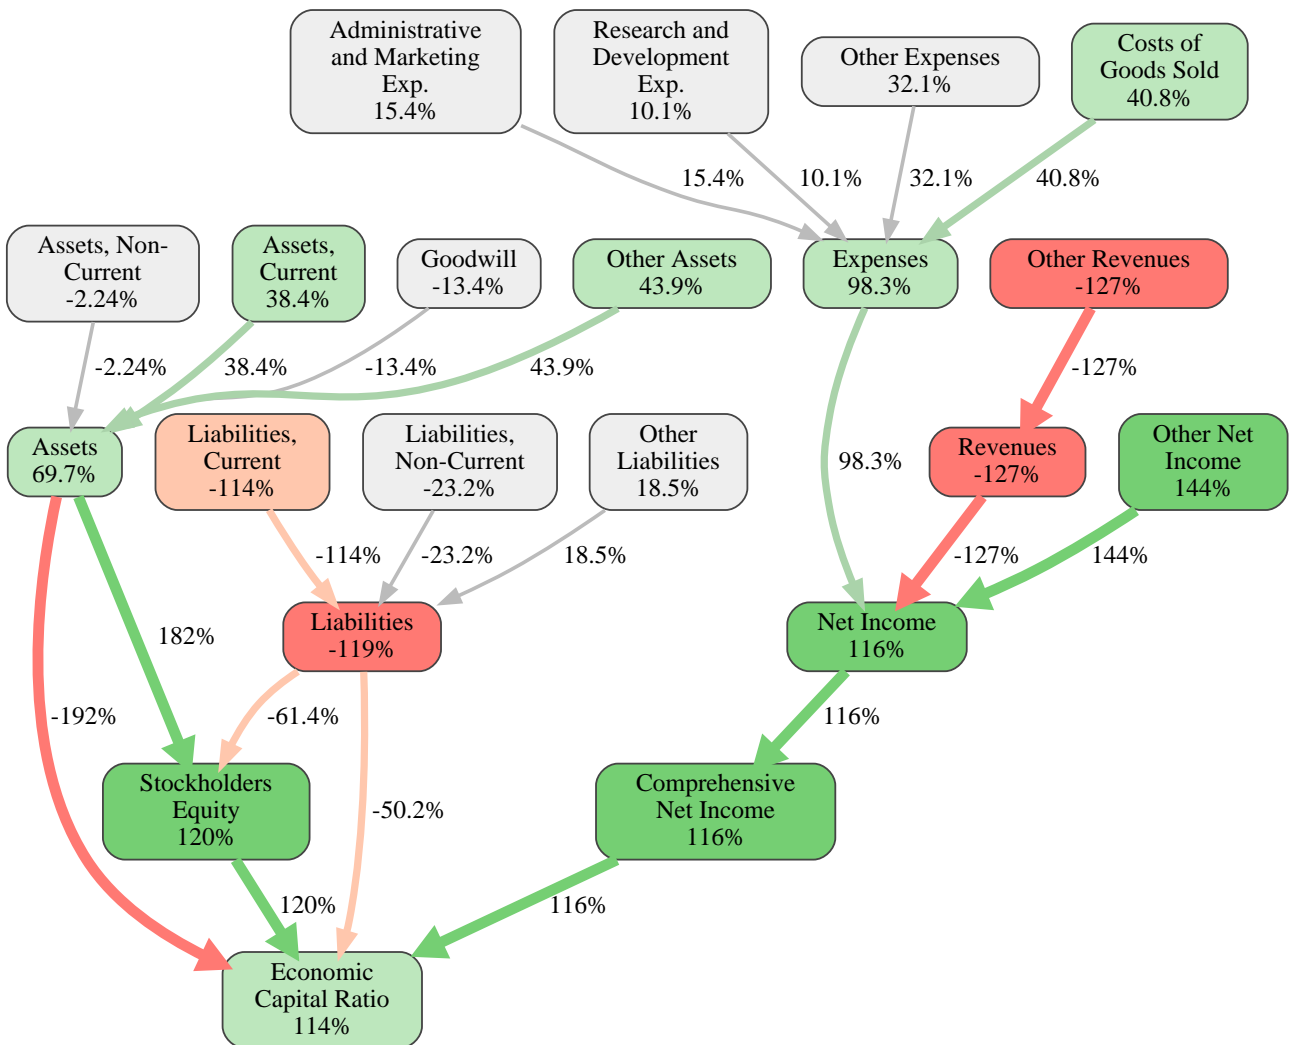 Administrative
and Marketing
Exp.
15.4%
Research and
Development
Exp.
10.1%
Other Expenses
32.1%
Costs of
Goods Sold
40.8%
15.4%
10.1%
32.1%
40.8%
Assets, Non-
Current
-2.24%
Assets,
Current
38.4%
Goodwill
-13.4%
Other Assets
43.9%
Expenses
98.3%
Other Revenues
-127%
-2.24%
38.4%
-13.4%
43.9%
-127%
Assets
69.7%
Liabilities,
Current
-114%
Liabilities,
Non-Current
-23.2%
Other
Liabilities
18.5%
98.3%
Revenues
-127%
Other Net
Income
144%
-114%
-23.2%
18.5%
-127%
144%
182%
Liabilities
-119%
Net Income
116%
-192%
-61.4%
116%
Stockholders
Equity
120%
-50.2%
Comprehensive
Net Income
116%
120%
116%
Economic
Capital Ratio
114%